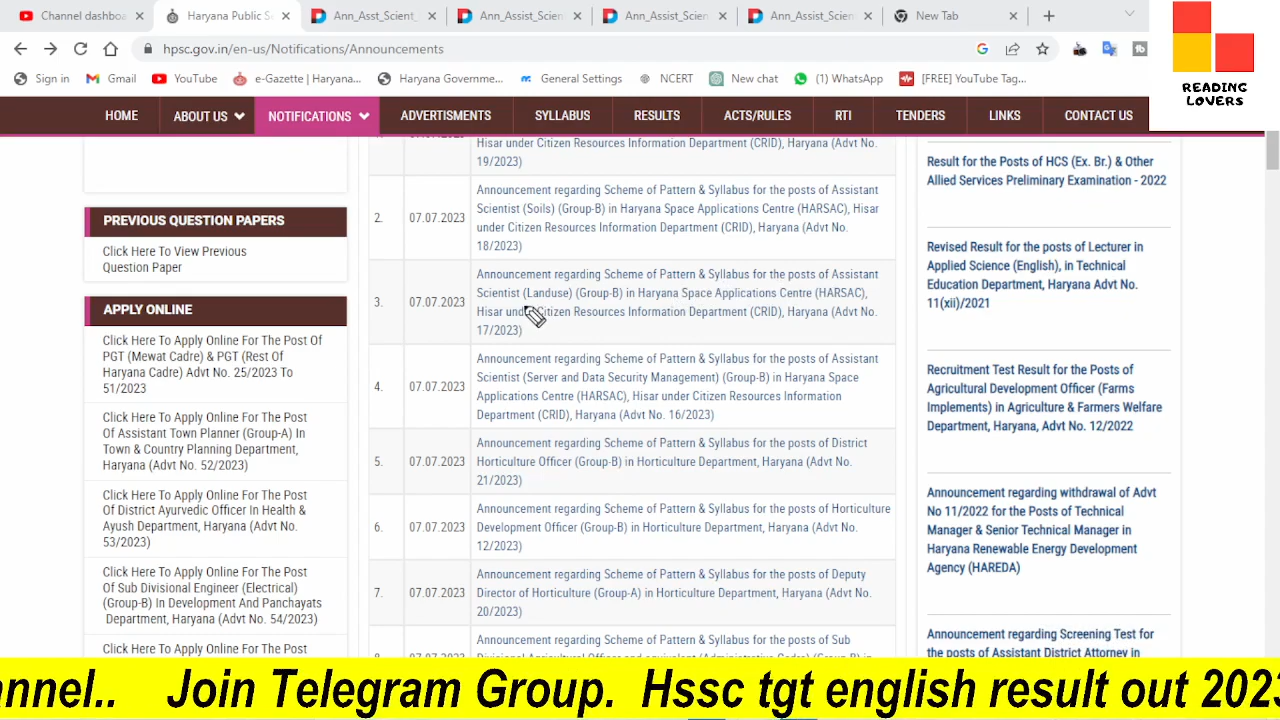 Channel dashboa
Haryana Public S
Ann_Asst_Scient
Ann_Assist_Scien
Ann_Assist_Scien
Ann_Assist_Scien
New Tab
hpsc.gov.in/en-us/Notifications/Announcements
Sign in
Gmail
YouTube
e-Gazette | Haryana...
Haryana Governme...
General Settings
NCERT
New chat
(1) WhatsApp
[FREE] YouTube Tag...
READING
LOVERS
HOME
ABOUT US
NOTIFICATIONS
ADVERTISMENTS
SYLLABUS
RESULTS
ACTS/RULES
RTI
TENDERS
LINKS
CONTACT US
PREVIOUS QUESTION PAPERS
Click Here To View Previous
Question Paper
APPLY ONLINE
Click Here To Apply Online For The Post Of
PGT (Mewat Cadre) & PGT (Rest Of
Haryana Cadre) Advt No. 25/2023 To
51/2023
Click Here To Apply Online For The Post
Of Assistant Town Planner (Group-A) In
Town & Country Planning Department,
Haryana (Advt No. 52/2023)
Click Here To Apply Online For The Post
Of District Ayurvedic Officer In Health &
Ayush Department, Haryana (Advt No.
53/2023)
Click Here To Apply Online For The Post
Of Sub Divisional Engineer (Electrical)
(Group-B) In Development And Panchayats
Department, Haryana (Advt No. 54/2023)
Click Here To Apply Online For The Post
Hisar under Citizen Resources Information Department (CRID), Haryana (Advt No.
19/2023)
2. 07.07.2023
Announcement regarding Scheme of Pattern & Syllabus for the posts of Assistant
Scientist (Soils) (Group-B) in Haryana Space Applications Centre (HARSAC), Hisar
under Citizen Resources Information Department (CRID), Haryana (Advt No.
18/2023)
3. 07.07.2023
Announcement regarding Scheme of Pattern & Syllabus for the posts of Assistant
Scientist (Landuse) (Group-B) in Haryana Space Applications Centre (HARSAC),
Hisar under Citizen Resources Information Department (CRID), Haryana (Advt No.
17/2023)
4. 07.07.2023
Announcement regarding Scheme of Pattern & Syllabus for the posts of Assistant
Scientist (Server and Data Security Management) (Group-B) in Haryana Space
Applications Centre (HARSAC), Hisar under Citizen Resources Information
Department (CRID), Haryana (Advt No. 16/2023)
5. 07.07.2023
Announcement regarding Scheme of Pattern & Syllabus for the posts of District
Horticulture Officer (Group-B) in Horticulture Department, Haryana (Advt No.
21/2023)
6. 07.07.2023
Announcement regarding Scheme of Pattern & Syllabus for the posts of Horticulture
Development Officer (Group-B) in Horticulture Department, Haryana (Advt No.
12/2023)
7. 07.07.2023
Announcement regarding Scheme of Pattern & Syllabus for the posts of Deputy
Director of Horticulture (Group-A) in Horticulture Department, Haryana (Advt No.
20/2023)
Announcement regarding Scheme of Pattern & Syllabus for the posts of Sub
Result for the Posts of HCS (Ex. Br.) & Other
Allied Services Preliminary Examination - 2022
Revised Result for the posts of Lecturer in
Applied Science (English), in Technical
Education Department, Haryana Advt No.
11(xii)/2021
Recruitment Test Result for the Posts of
Agricultural Development Officer (Farms
Implements) in Agriculture & Farmers Welfare
Department, Haryana, Advt No. 12/2022
Announcement regarding withdrawal of Advt
No 11/2022 for the Posts of Technical
Manager & Senior Technical Manager in
Haryana Renewable Energy Development
Agency (HAREDA)
Announcement regarding Screening Test for
the posts of Assistant District Attorney in
annel.. Join Telegram Group. Hssc tgt english result out 2023